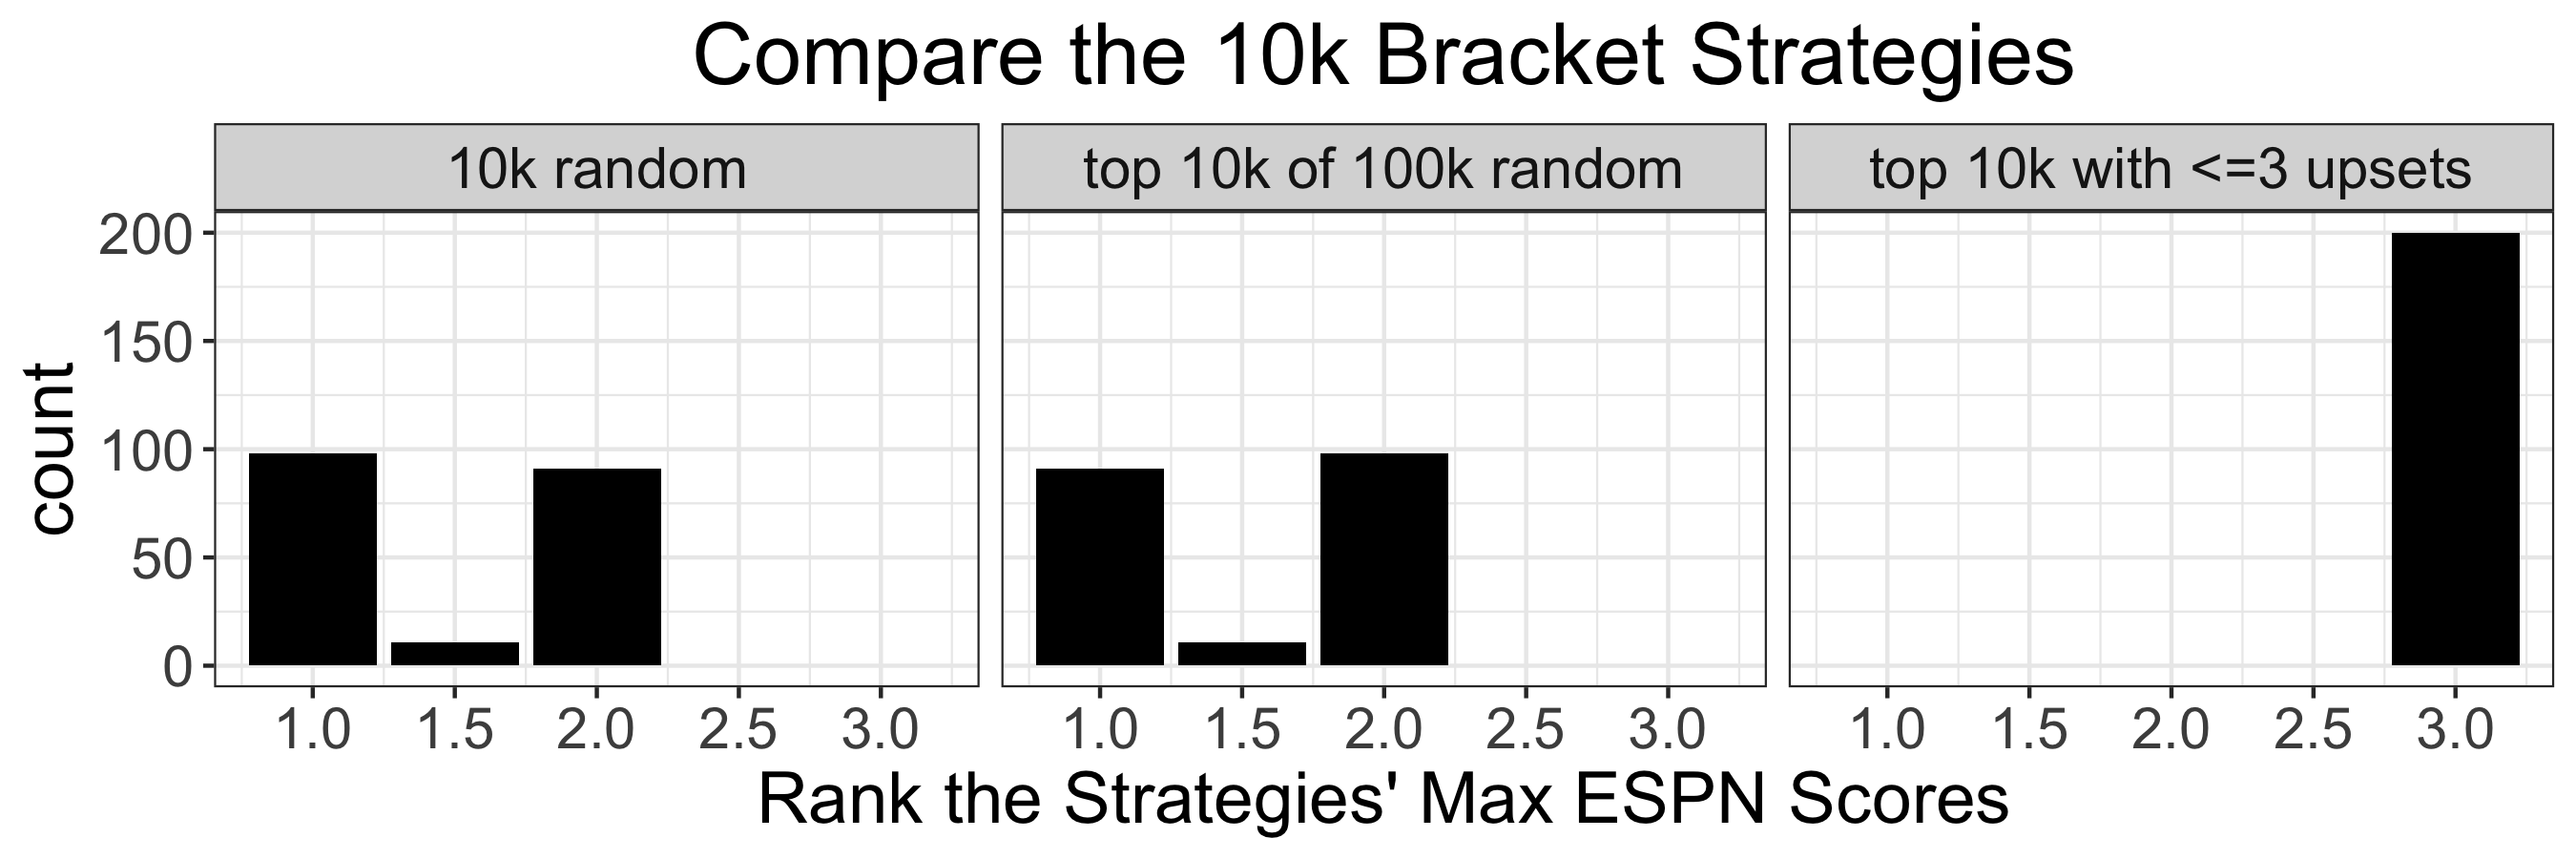 Compare the 10k Bracket Strategies
10k random
top 10k of 100k random
top 10k with <=3 upsets
count
200
150
100
50
0
1.0 1.5 2.0 2.5 3.0
1.0 1.5 2.0 2.5 3.0
1.0 1.5 2.0 2.5 3.0
Rank the Strategies' Max ESPN Scores